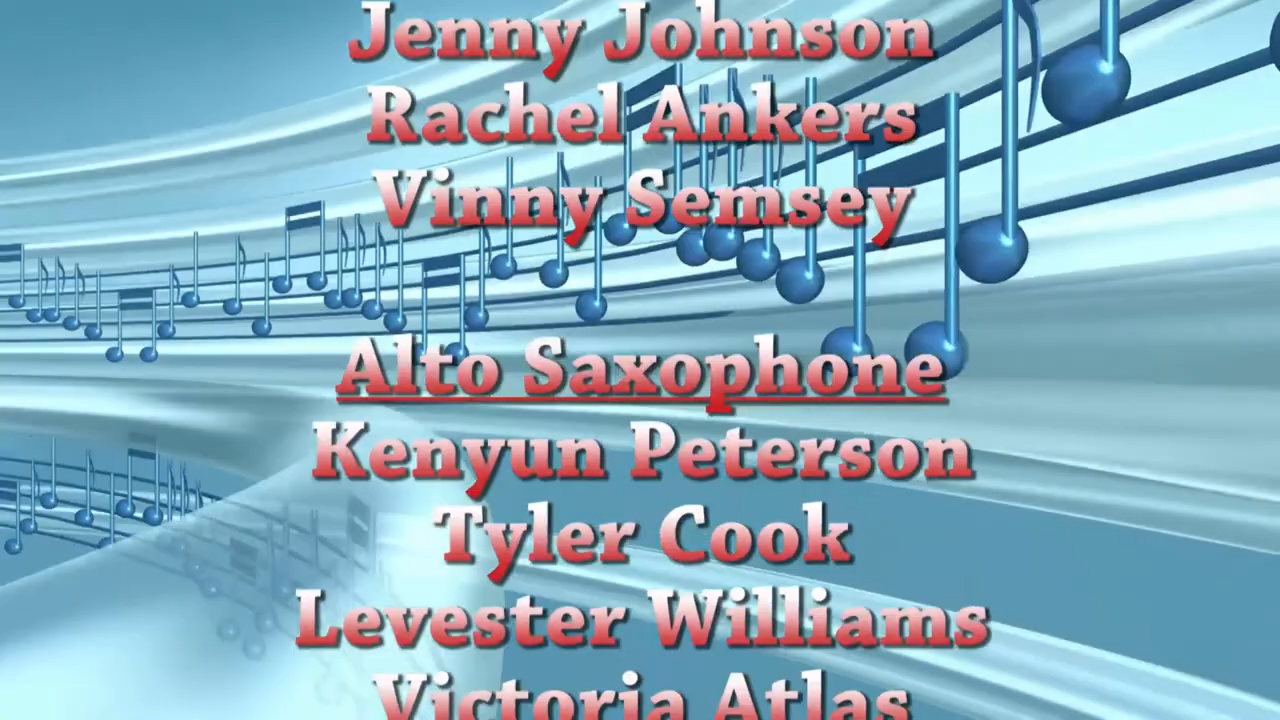 Jenny Johnson
Rachel Ankers
Vinny Semsey
Alto Saxophone
Kenyun Peterson
Tyler Cook
Levester Williams
Victoria Atlas